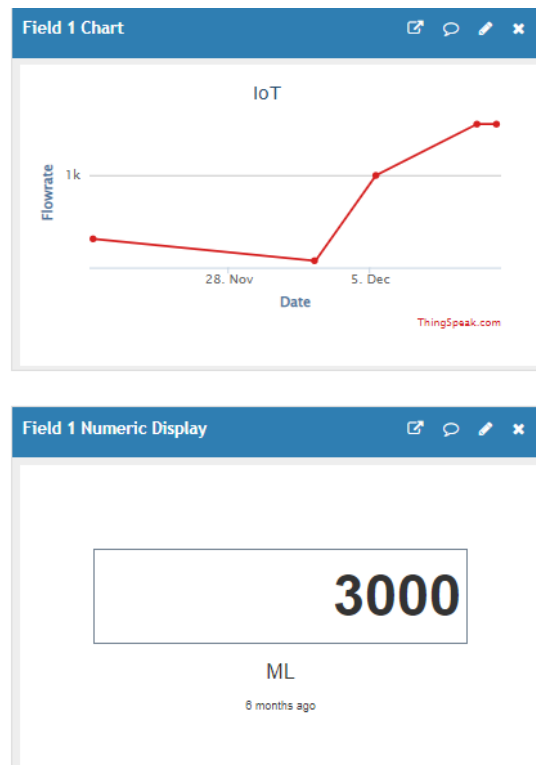 Field 1 Chart
IoT
Flowrate
1k
28. Nov
5. Dec
Date
ThingSpeak.com
Field 1 Numeric Display
3000
ML
6 months ago